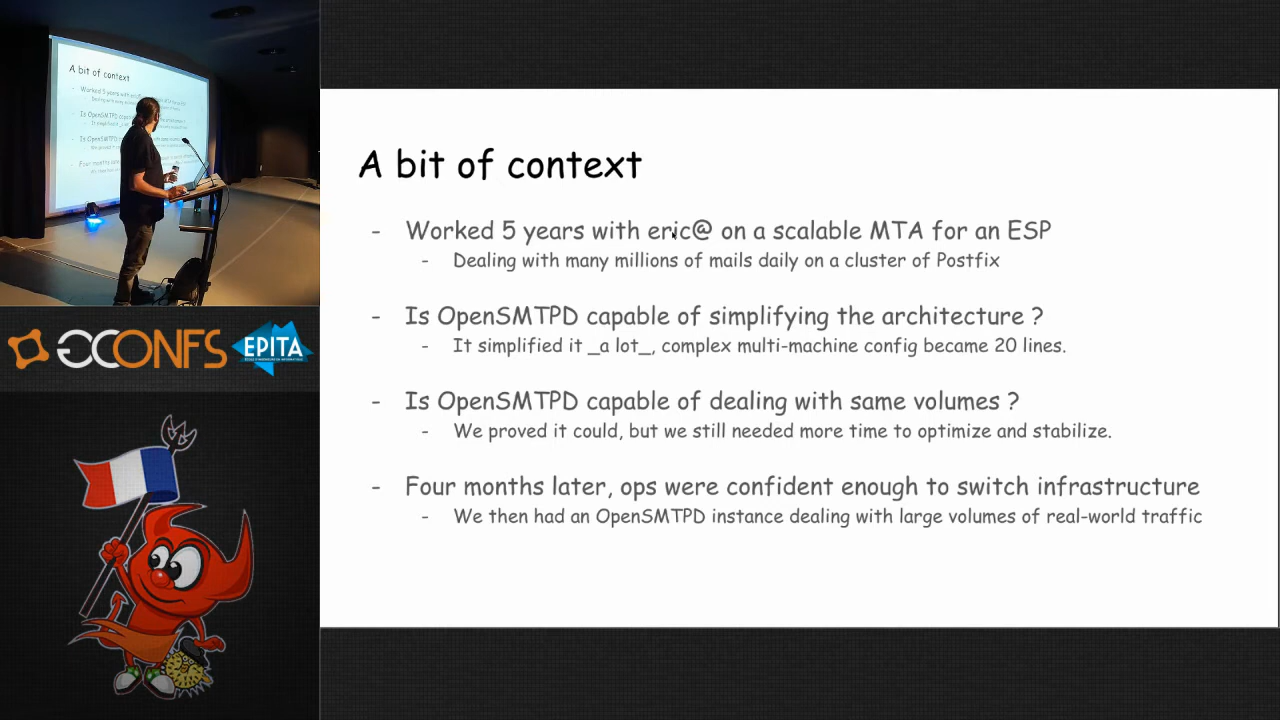 A bit of context
- Worked 5 years with eric@ on a scalable MTA for an ESP
- Dealing with many millions of mails daily on a cluster of Postfix
- Is OpenSMTPD capable of simplifying the architecture ?
- It simplified it _a lot_, complex multi-machine config became 20 lines.
- Is OpenSMTPD capable of dealing with same volumes ?
- We proved it could, but we still needed more time to optimize and stabilize.
- Four months later, ops were confident enough to switch infrastructure
- We then had an OpenSMTPD instance dealing with large volumes of real-world traffic
A bit of context
GCONFS
EPITA